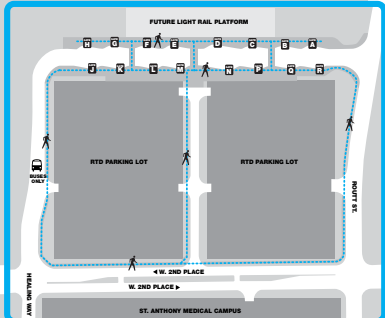 FUTURE LIGHT RAIL PLATFORM
H G F E D C B A
J K L M N P O R
RTD PARKING LOT
RTD PARKING LOT
BUSES
ONLY
ROUTT ST.
HEALING WAY
W. 2ND PLACE
W. 2ND PLACE
ST. ANTHONY MEDICAL CAMPUS